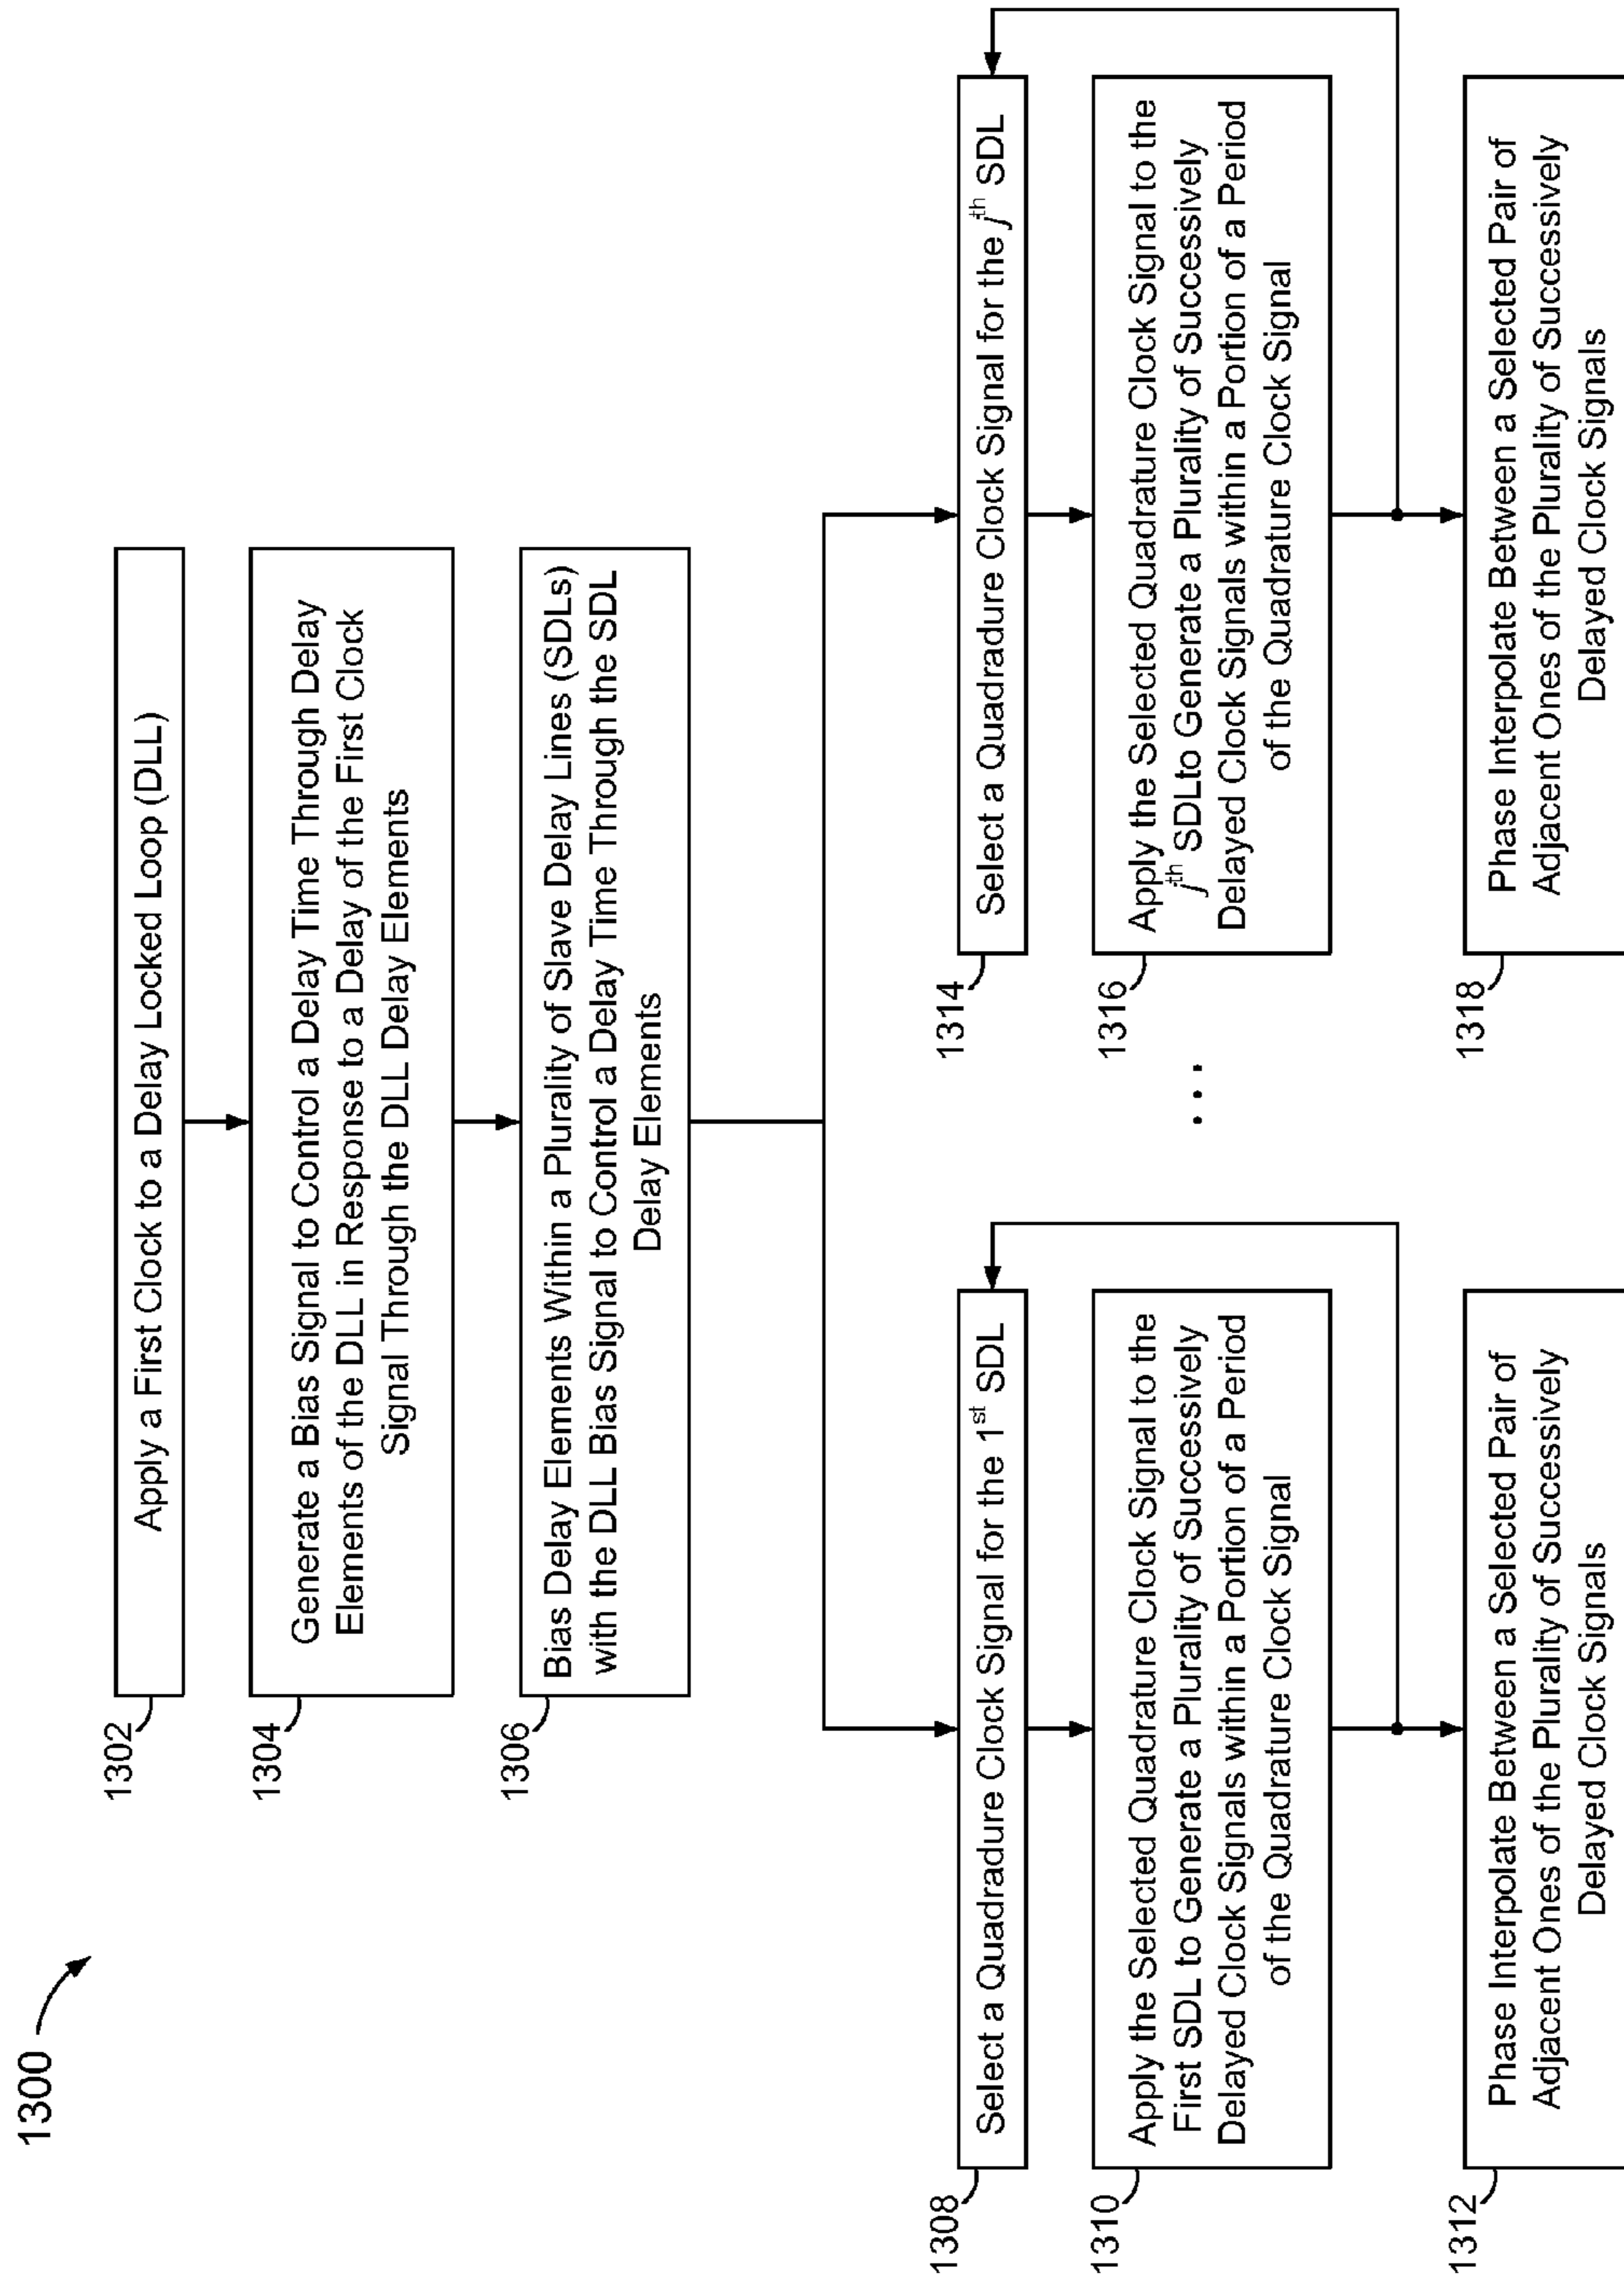 1300
1302
Apply a First Clock to a Delay Locked Loop (DLL)
1304
Generate a Bias Signal to Control a Delay Time Through Delay
Elements of the DLL in Response to a Delay of the First Clock
Signal Through the DLL Delay Elements
1306
Bias Delay Elements Within a Plurality of Slave Delay Lines (SDLs)
with the DLL Bias Signal to Control a Delay Time Through the SDL
Delay Elements
1308
Select a Quadradure Clock Signal for the 1st SDL
1310
Apply the Selected Quadrature Clock Signal to the
First SDL to Generate a Plurality of Successively
Delayed Clock Signals within a Portion of a Period
of the Quadrature Clock Signal
1312
Phase Interpolate Between a Selected Pair of
Adjacent Ones of the Plurality of Successively
Delayed Clock Signals
...
1314
Select a Quadradure Clock Signal for the jth SDL
1316
Apply the Selected Quadrature Clock Signal to the
jth SDLto Generate a Plurality of Successively
Delayed Clock Signals within a Portion of a Period
of the Quadrature Clock Signal
1318
Phase Interpolate Between a Selected Pair of
Adjacent Ones of the Plurality of Successively
Delayed Clock Signals